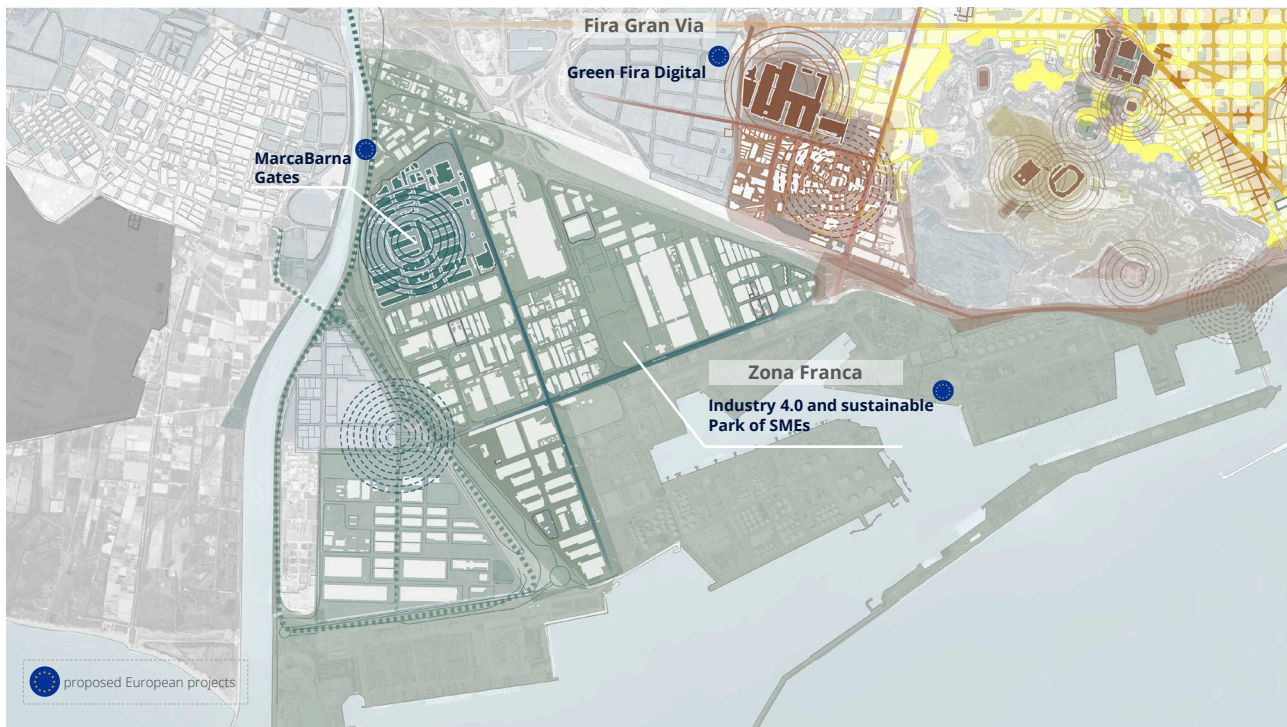 Fira Gran Via
Green Fira Digital
MarcaBarna
Gates
Zona Franca
Industry 4.0 and sustainable
Park of SMEs
proposed European projects